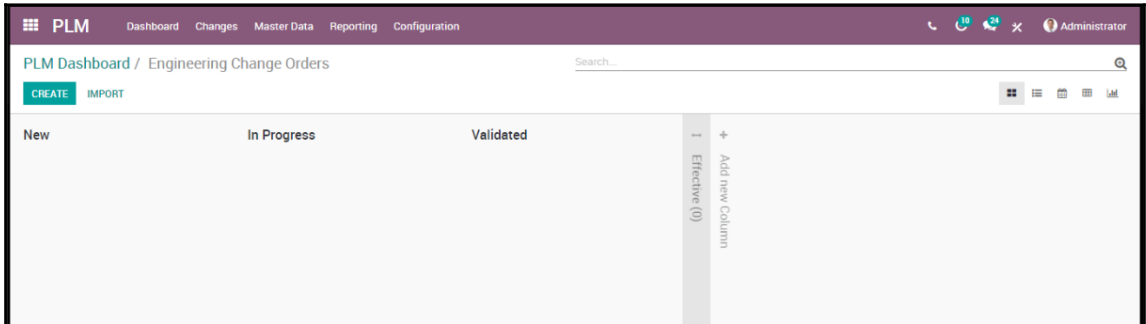 PLM Dashboard Changes Master Data Reporting Configuration 10 24 Administrator
PLM Dashboard / Engineering Change Orders Search...
CREATE IMPORT
New In Progress Validated
Effective (0)
Add new Column